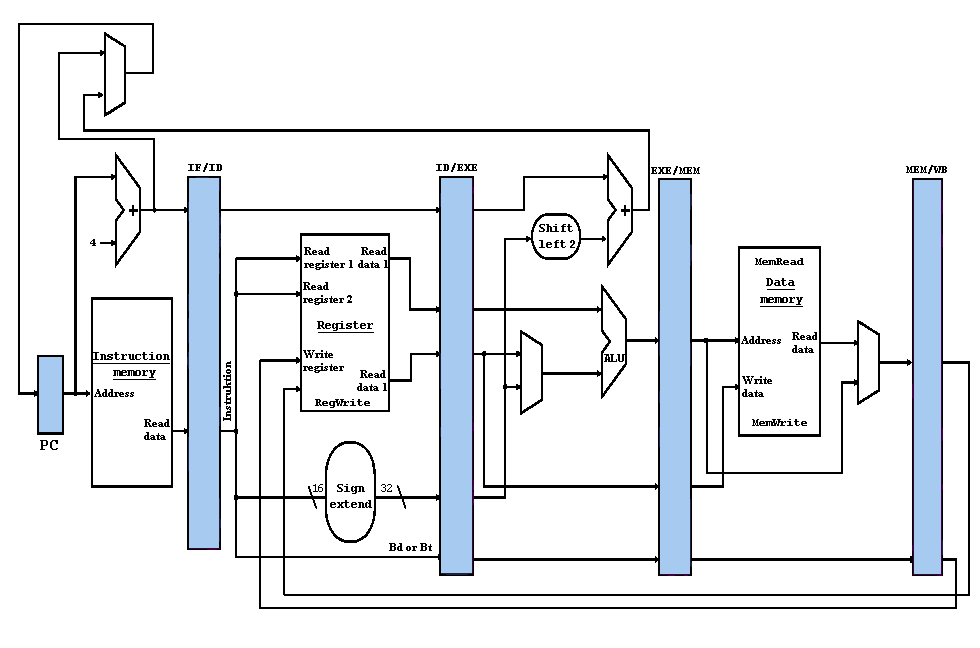 IF/ID
ID/EXE
EXE/MEM
MEM/WB
+
4
Shift
left 2
+
Read
register 1
Read
data 1
Read
register 2
Register
Write
register
Read
data 1
RegWrite
Instruction
memory
Address
Read
data
PC
Instruktion
ALU
MemRead
Data
memory
Address
Read
data
Write
data
MemWrite
16
Sign
extend
32
Bd or Bt